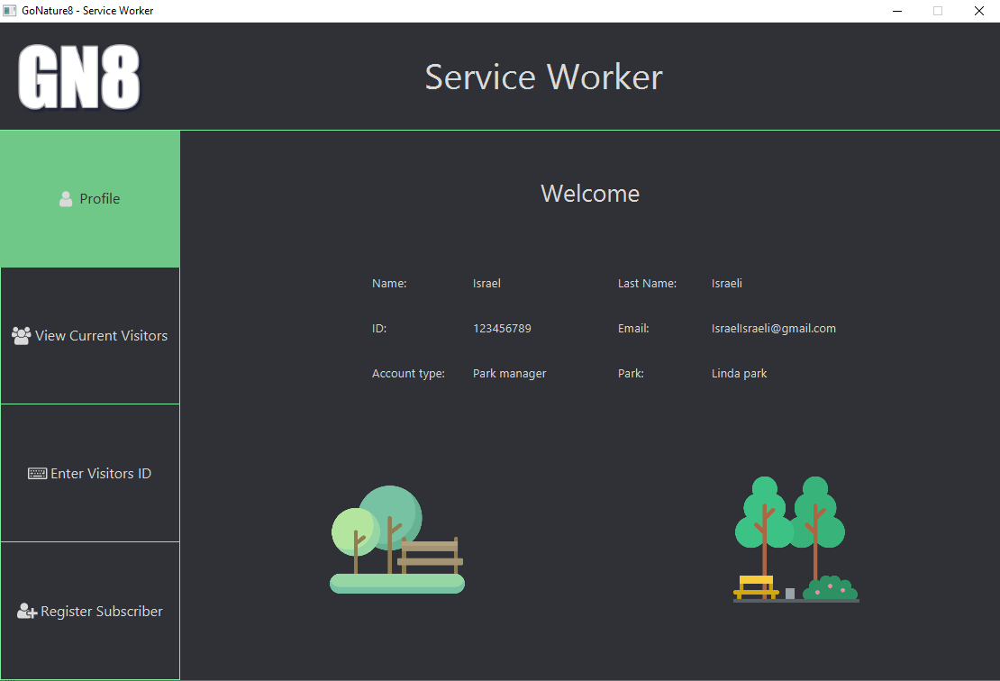 GoNature8 - Service Worker
GN8
Service Worker
Profile
View Current Visitors
Enter Visitors ID
Register Subscriber
Welcome
Name: Israel Last Name: Israeli
ID: 123456789 Email: IsraelIsraeli@gmail.com
Account type: Park manager Park: Linda park